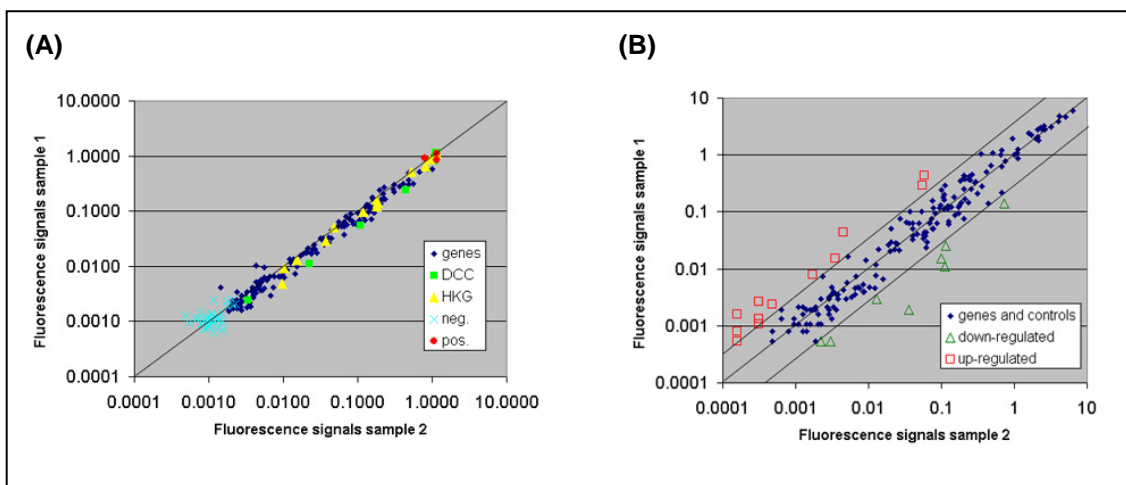 (A)
Fluorescence signals sample 1
10.0000
1.0000
0.1000
0.0100
0.0010
0.0001
0.0001 0.0010 0.0100 0.1000 1.0000 10.0000
Fluorescence signals sample 2
genes
DCC
HKG
neg.
pos.
(B)
Fluorescence signals sample 1
10
1
0.1
0.01
0.001
0.0001
0.0001 0.001 0.01 0.1 1 10
Fluorescence signals sample 2
genes and controls
down-regulated
up-regulated